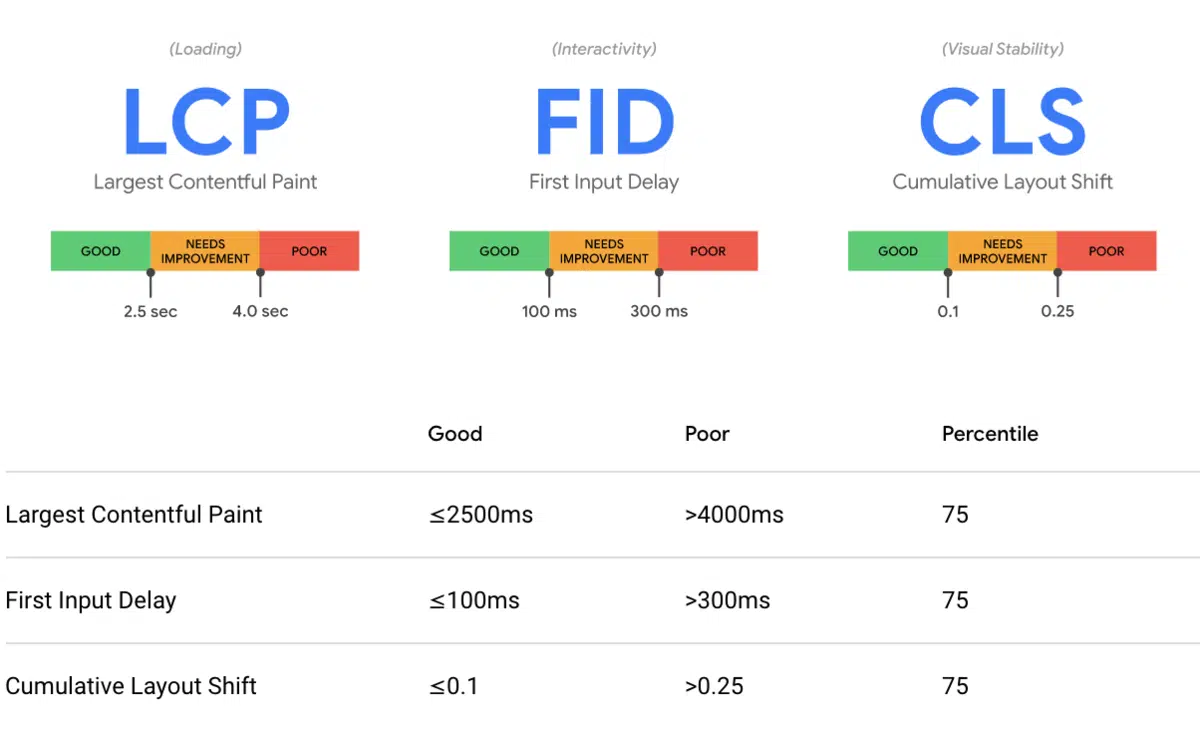 (Loading)
LCP
Largest Contentful Paint
GOOD
NEEDS
IMPROVEMENT
POOR
2.5 sec
4.0 sec
(Interactivity)
FID
First Input Delay
GOOD
NEEDS
IMPROVEMENT
POOR
100 ms
300 ms
(Visual Stability)
CLS
Cumulative Layout Shift
GOOD
NEEDS
IMPROVEMENT
POOR
0.1
0.25
Good Poor Percentile
Largest Contentful Paint ≤2500ms >4000ms 75
First Input Delay ≤100ms >300ms 75
Cumulative Layout Shift ≤0.1 >0.25 75